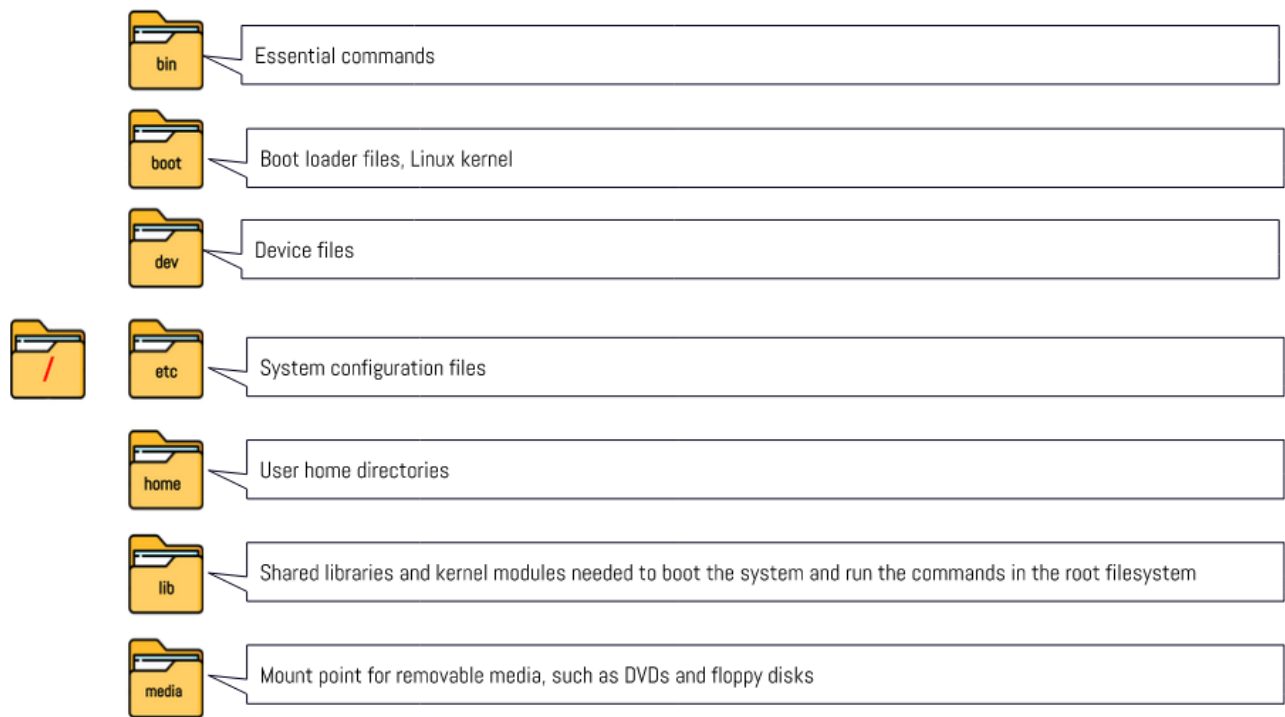 bin
Essential commands
boot
Boot loader files, Linux kernel
dev
Device files
/
etc
System configuration files
home
User home directories
lib
Shared libraries and kernel modules needed to boot the system and run the commands in the root filesystem
media
Mount point for removable media, such as DVDs and floppy disks